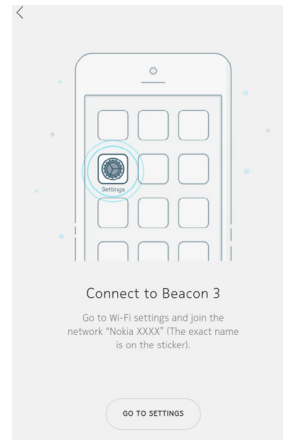 Settings
Connect to Beacon 3
Go to Wi-Fi settings and join the
network “Nokia XXXX” (The exact name
is on the sticker).
GO TO SETTINGS